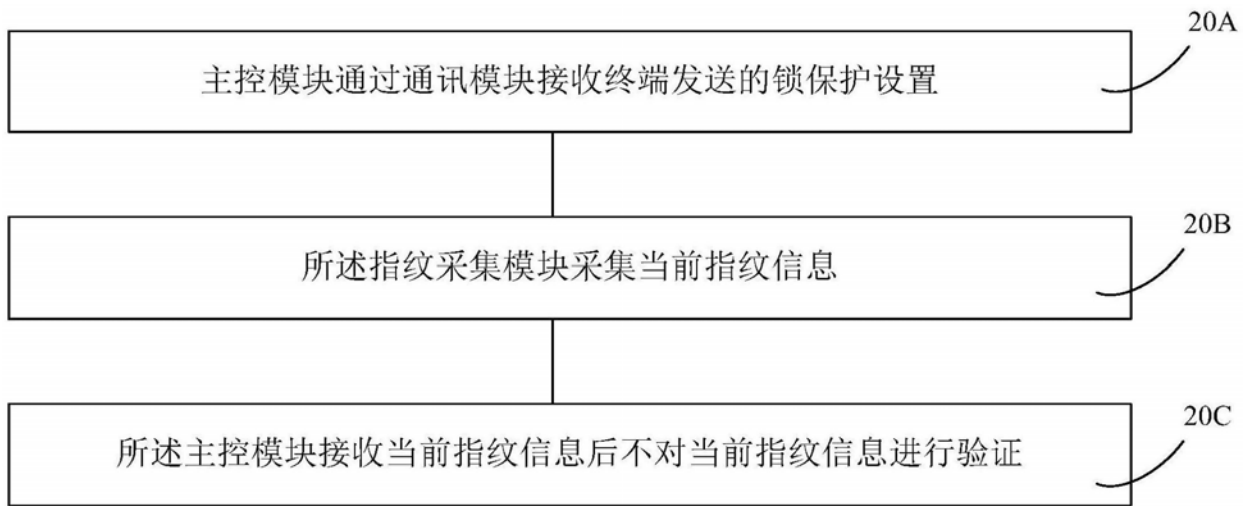 20A
主控模块通过通讯模块接收终端发送的锁保护设置
20B
所述指纹采集模块采集当前指纹信息
20C
所述主控模块接收当前指纹信息后不对当前指纹信息进行验证